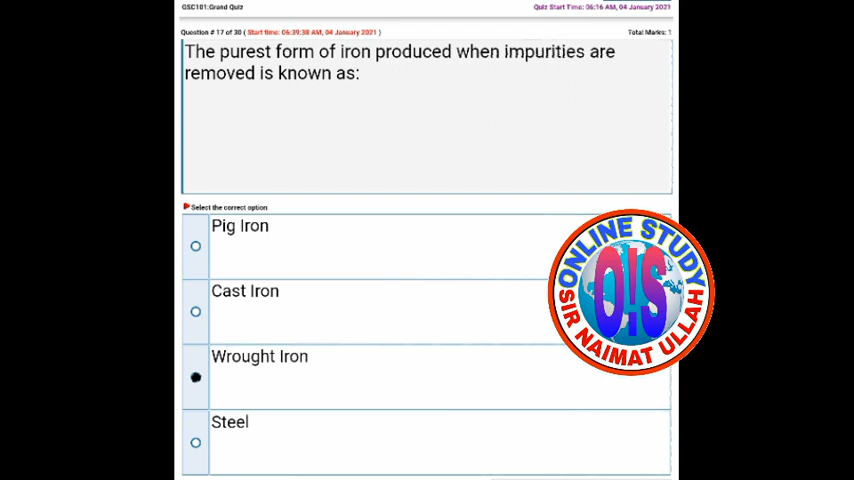 GSC101:Grand Quiz
Quiz Start Time: 06:16 AM, 04 January 2021
Question # 17 of 30 ( Start time: 06:39:38 AM, 04 January 2021 )
Total Marks: 1
The purest form of iron produced when impurities are
removed is known as:
Select the correct option
Pig Iron
Cast Iron
Wrought Iron
Steel
ONLINE STUDY
O!S
SIR NAIMAT ULLAH